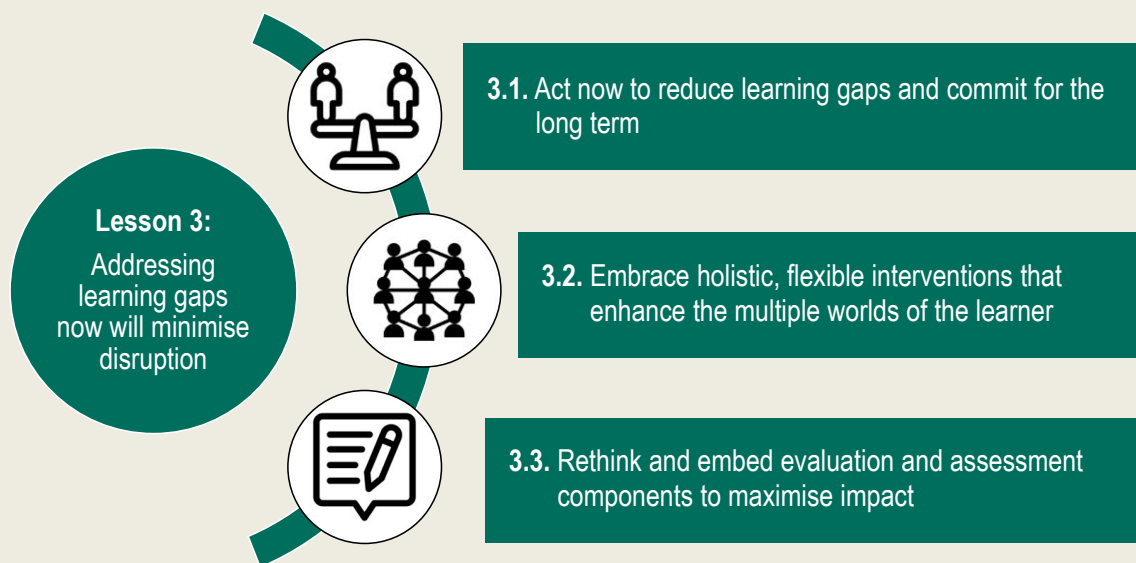 Lesson 3:
Addressing
learning gaps
now will minimise
disruption
3.1. Act now to reduce learning gaps and commit for the
long term
3.2. Embrace holistic, flexible interventions that
enhance the multiple worlds of the learner
3.3. Rethink and embed evaluation and assessment
components to maximise impact